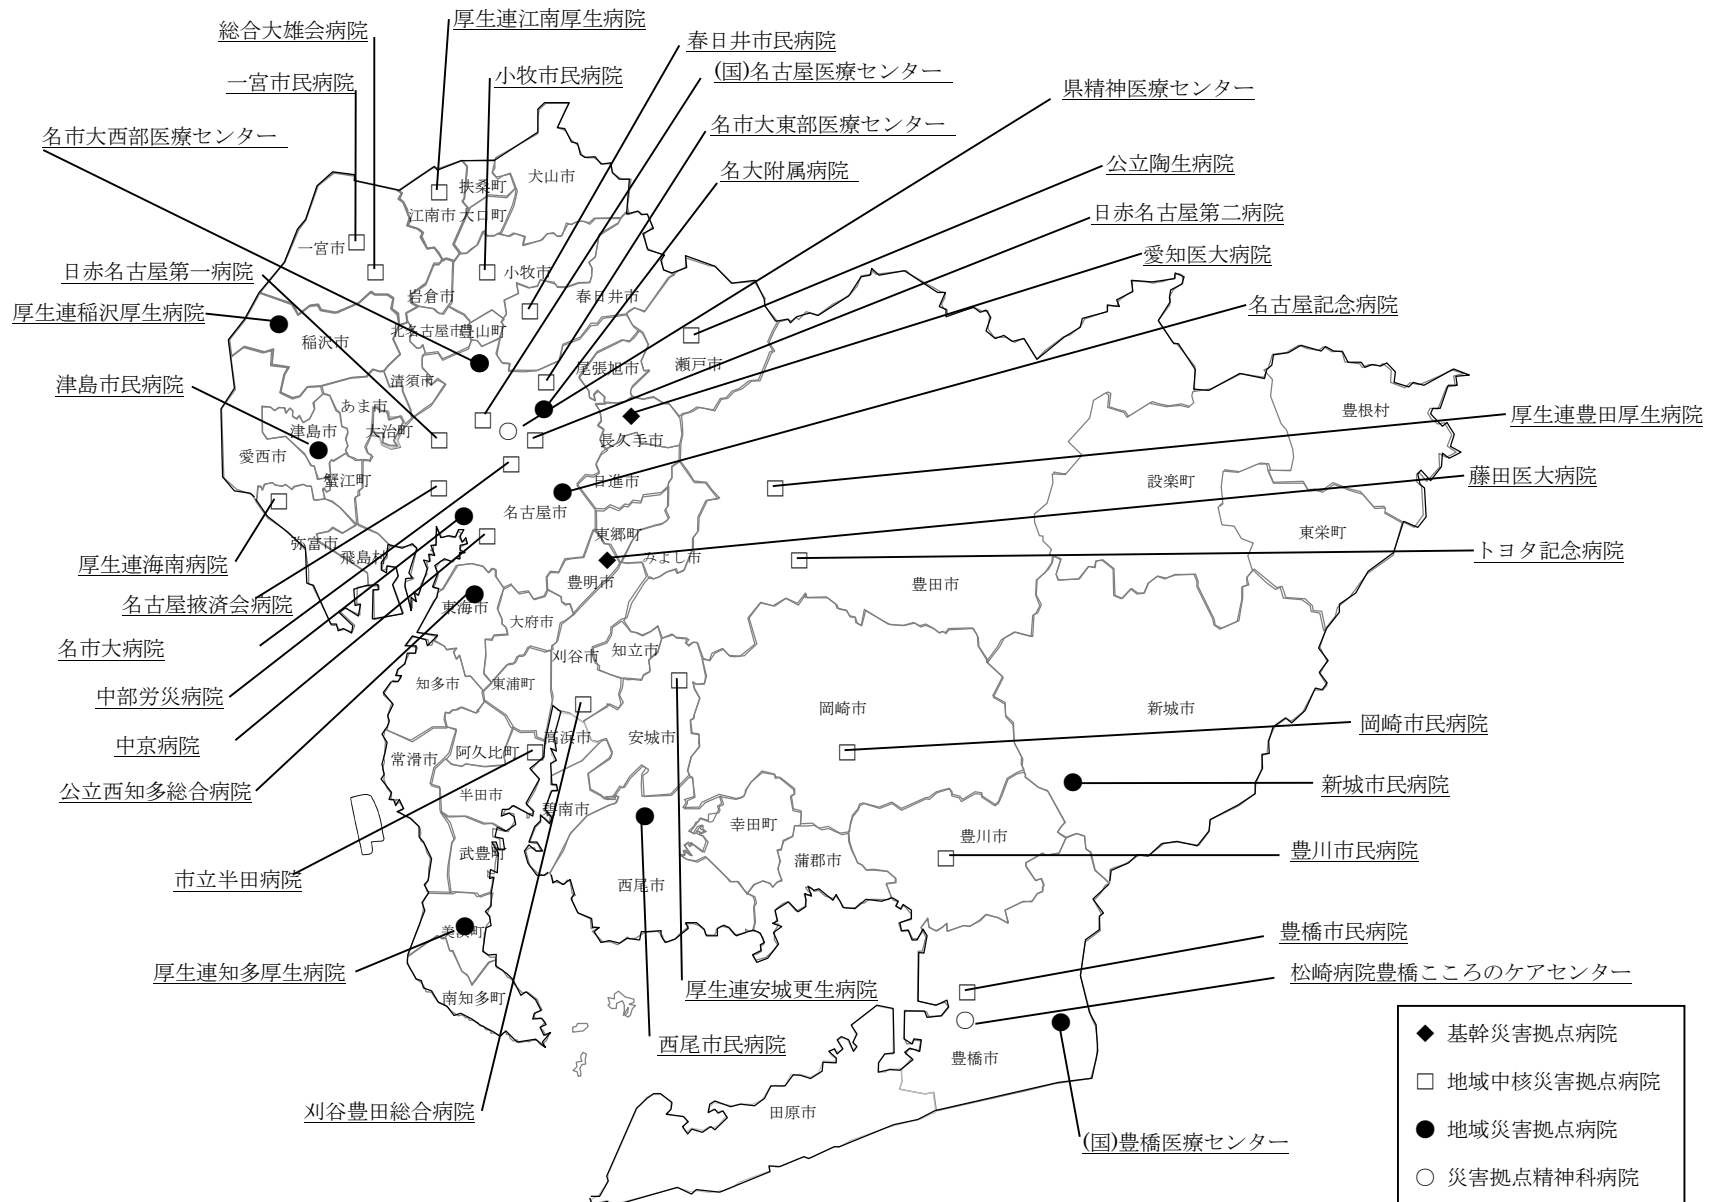 厚生連江南厚生病院
総合大雄会病院
春日井市民病院
(国)名古屋医療センター
一宮市民病院
小牧市民病院
県精神医療センター
名市大西部医療センター
名市大東部医療センター
名大附属病院
公立陶生病院
犬山市
扶桑町
江南市
大口町
日赤名古屋第二病院
一宮市
愛知医大病院
日赤名古屋第一病院
小牧市
岩倉市
春日井市
名古屋記念病院
厚生連稲沢厚生病院
北名古屋市
豊山町
稲沢市
尾張旭市
瀬戸市
清須市
津島市民病院
あま市
豊根村
厚生連豊田厚生病院
津島市
大治町
長久手市
愛西市
蟹江町
日進市
設楽町
藤田医大病院
名古屋市
東郷町
東栄町
弥富市
飛島村
みよし市
トヨタ記念病院
厚生連海南病院
豊明市
豊田市
名古屋掖済会病院
東海市
大府市
名市大病院
刈谷市
知立市
中部労災病院
知多市
東浦町
岡崎市
新城市
岡崎市民病院
中京病院
常滑市
阿久比町
高浜市
安城市
公立西知多総合病院
半田市
碧南市
新城市民病院
幸田町
豊川市
武豊町
蒲郡市
豊川市民病院
市立半田病院
西尾市
美浜町
豊橋市民病院
厚生連知多厚生病院
松崎病院豊橋こころのケアセンター
南知多町
厚生連安城更生病院
西尾市民病院
豊橋市
基幹災害拠点病院
地域中核災害拠点病院
刈谷豊田総合病院
田原市
地域災害拠点病院
(国)豊橋医療センター
災害拠点精神科病院